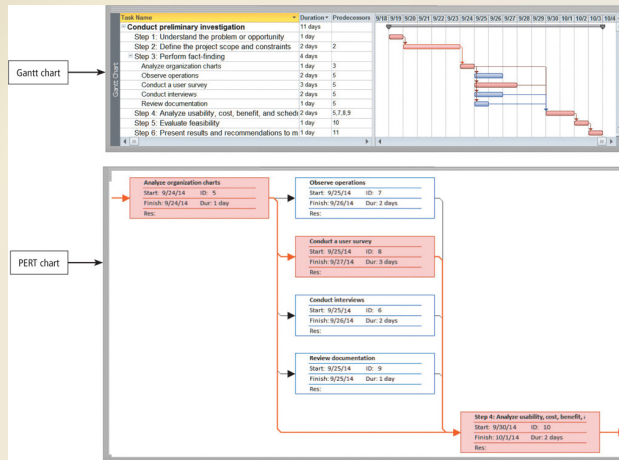 Task Name Duration Predecessors 9/18 9/19 9/20 9/21 9/22 9/23 9/24 9/25 9/26 9/27 9/28 9/29 9/30 10/1 10/2 10/3 10/4
Conduct preliminary investigation 11 days
Step 1: Understand the problem or opportunity 1 day
Step 2: Define the project scope and constraints 2 days 2
Step 3: Perform fact-finding 4 days
Analyze organization charts 1 day 3
Observe operations 2 days 5
Conduct a user survey 3 days 5
Conduct interviews 2 days 5
Review documentation 1 day 5
Step 4: Analyze usability, cost, benefit, and sched 2 days 5,7,8,9
Step 5: Evaluate feasibility 1 day 10
Step 6: Present results and recommendations to m 1 day 11
Gantt Chart
Gantt chart
PERT chart
Analyze organization charts
Start: 9/24/14 ID: 5
Finish: 9/24/14 Dur: 1 day
Res:
Observe operations
Start: 9/25/14 ID: 7
Finish: 9/26/14 Dur: 2 days
Res:
Conduct a user survey
Start: 9/25/14 ID: 8
Finish: 9/27/14 Dur: 3 days
Res:
Conduct interviews
Start: 9/25/14 ID: 6
Finish: 9/26/14 Dur: 2 days
Res:
Review documentation
Start: 9/25/14 ID: 9
Finish: 9/25/14 Dur: 1 day
Res:
Step 4: Analyze usability, cost, benefit,
Start: 9/30/14 ID: 10
Finish: 10/1/14 Dur: 2 days
Res: